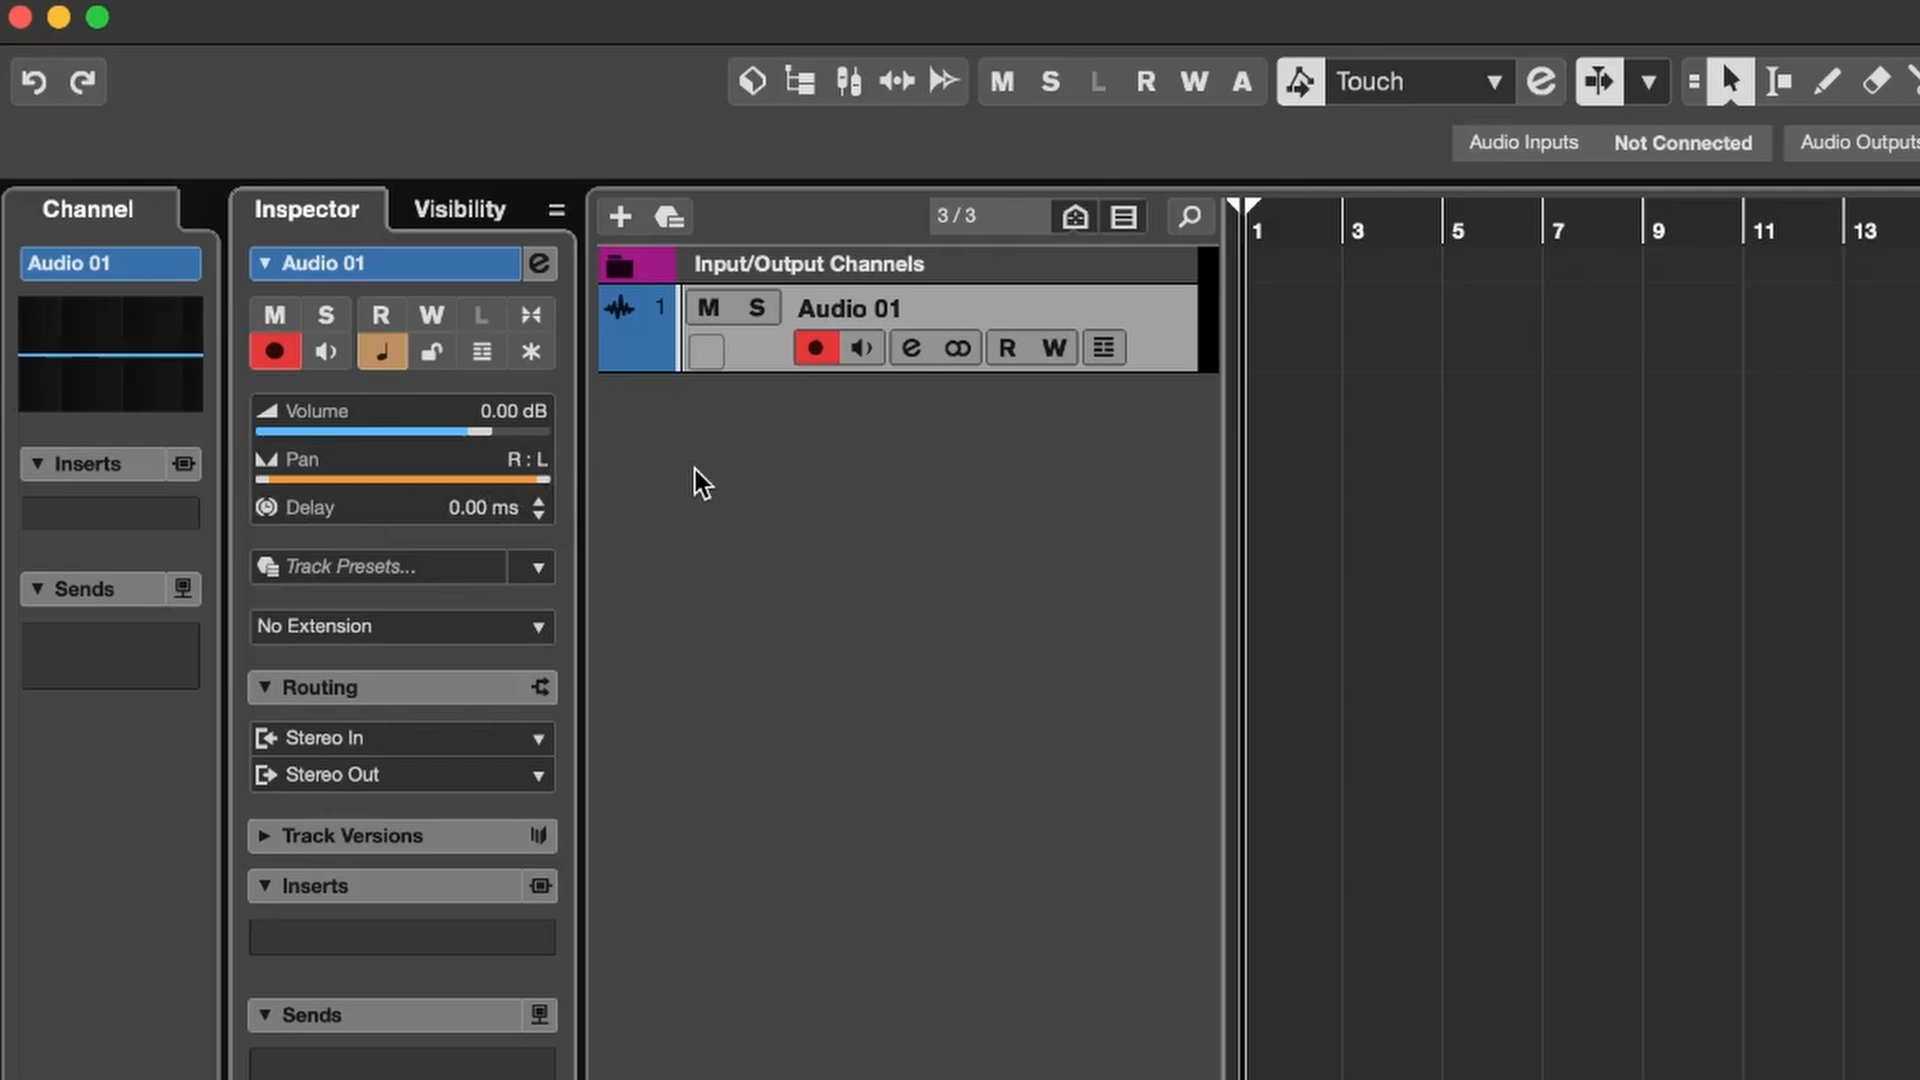 M S L R W A Touch
Audio Inputs Not Connected Audio Outputs
Channel Inspector Visibility
3 / 3
1 3 5 7 9 11 13
Audio 01
Audio 01 e
Input/Output Channels
M S R W L
1 M S Audio 01
e R W
Volume 0.00 dB
Pan R : L
Inserts
Delay 0.00 ms
Track Presets...
Sends
No Extension
Routing
Stereo In
Stereo Out
Track Versions
Inserts
Sends